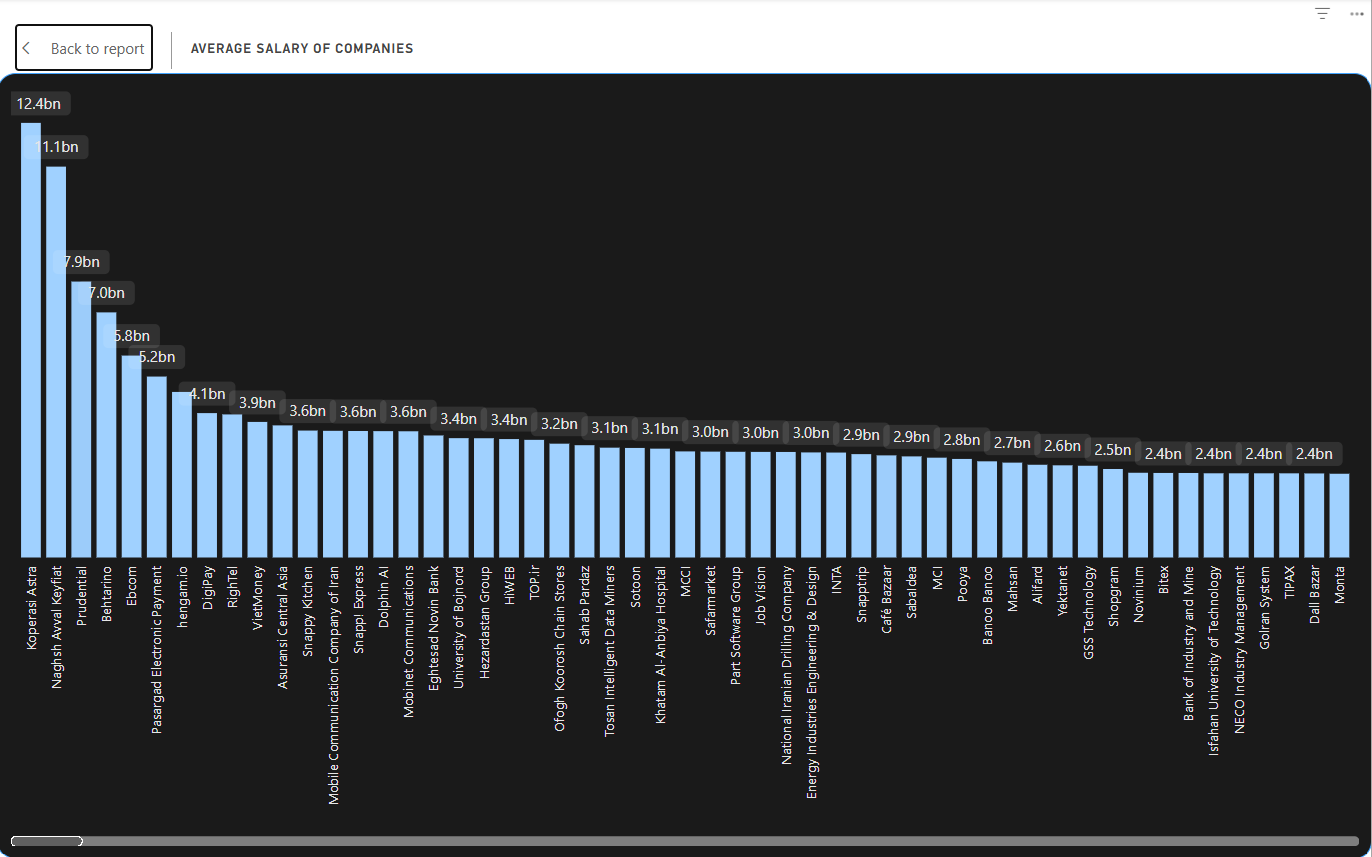 Back to report
AVERAGE SALARY OF COMPANIES
12.4bn
11.1bn
7.9bn
7.0bn
5.8bn
5.2bn
4.1bn
3.9bn
3.6bn
3.6bn
3.6bn
3.4bn
3.4bn
3.2bn
3.1bn
3.1bn
3.0bn
3.0bn
3.0bn
2.9bn
2.9bn
2.8bn
2.7bn
2.6bn
2.5bn
2.4bn
2.4bn
2.4bn
2.4bn
Koperasi Astra
Naghsh Avval Keyfiat
Prudential
Behtarino
Ebcom
Pasargad Electronic Payment
hengam.io
DigiPay
RighTel
VietMoney
Asuransi Central Asia
Snappy Kitchen
Mobile Communication Company of Iran
Snapp! Express
Dolphin AI
Mobinet Communications
Eghtesad Novin Bank
University of Bojnord
Hezardastan Group
HiWEB
TOP.ir
Ofogh Koorosh Chain Stores
Sahab Pardaz
Tosan Intelligent Data Miners
Sotoon
Khatam Al-Anbiya Hospital
MCCI
Safarmarket
Part Software Group
Job Vision
National Iranian Drilling Company
Energy Industries Engineering & Design
INTA
Snapptrip
Café Bazaar
SabaIdea
MCI
Pooya
Banoo Banoo
Mahsan
Alifard
Yektanet
GSS Technology
Shopgram
Novinium
Bitex
Bank of Industry and Mine
Isfahan University of Technology
NECO Industry Management
Golran System
TIPAX
Dall Bazar
Monta